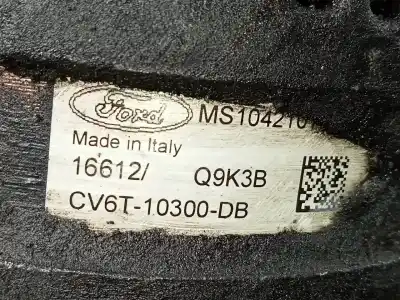 Ford MS104210
Made in Italy
16612/ Q9K3B
CV6T-10300-DB